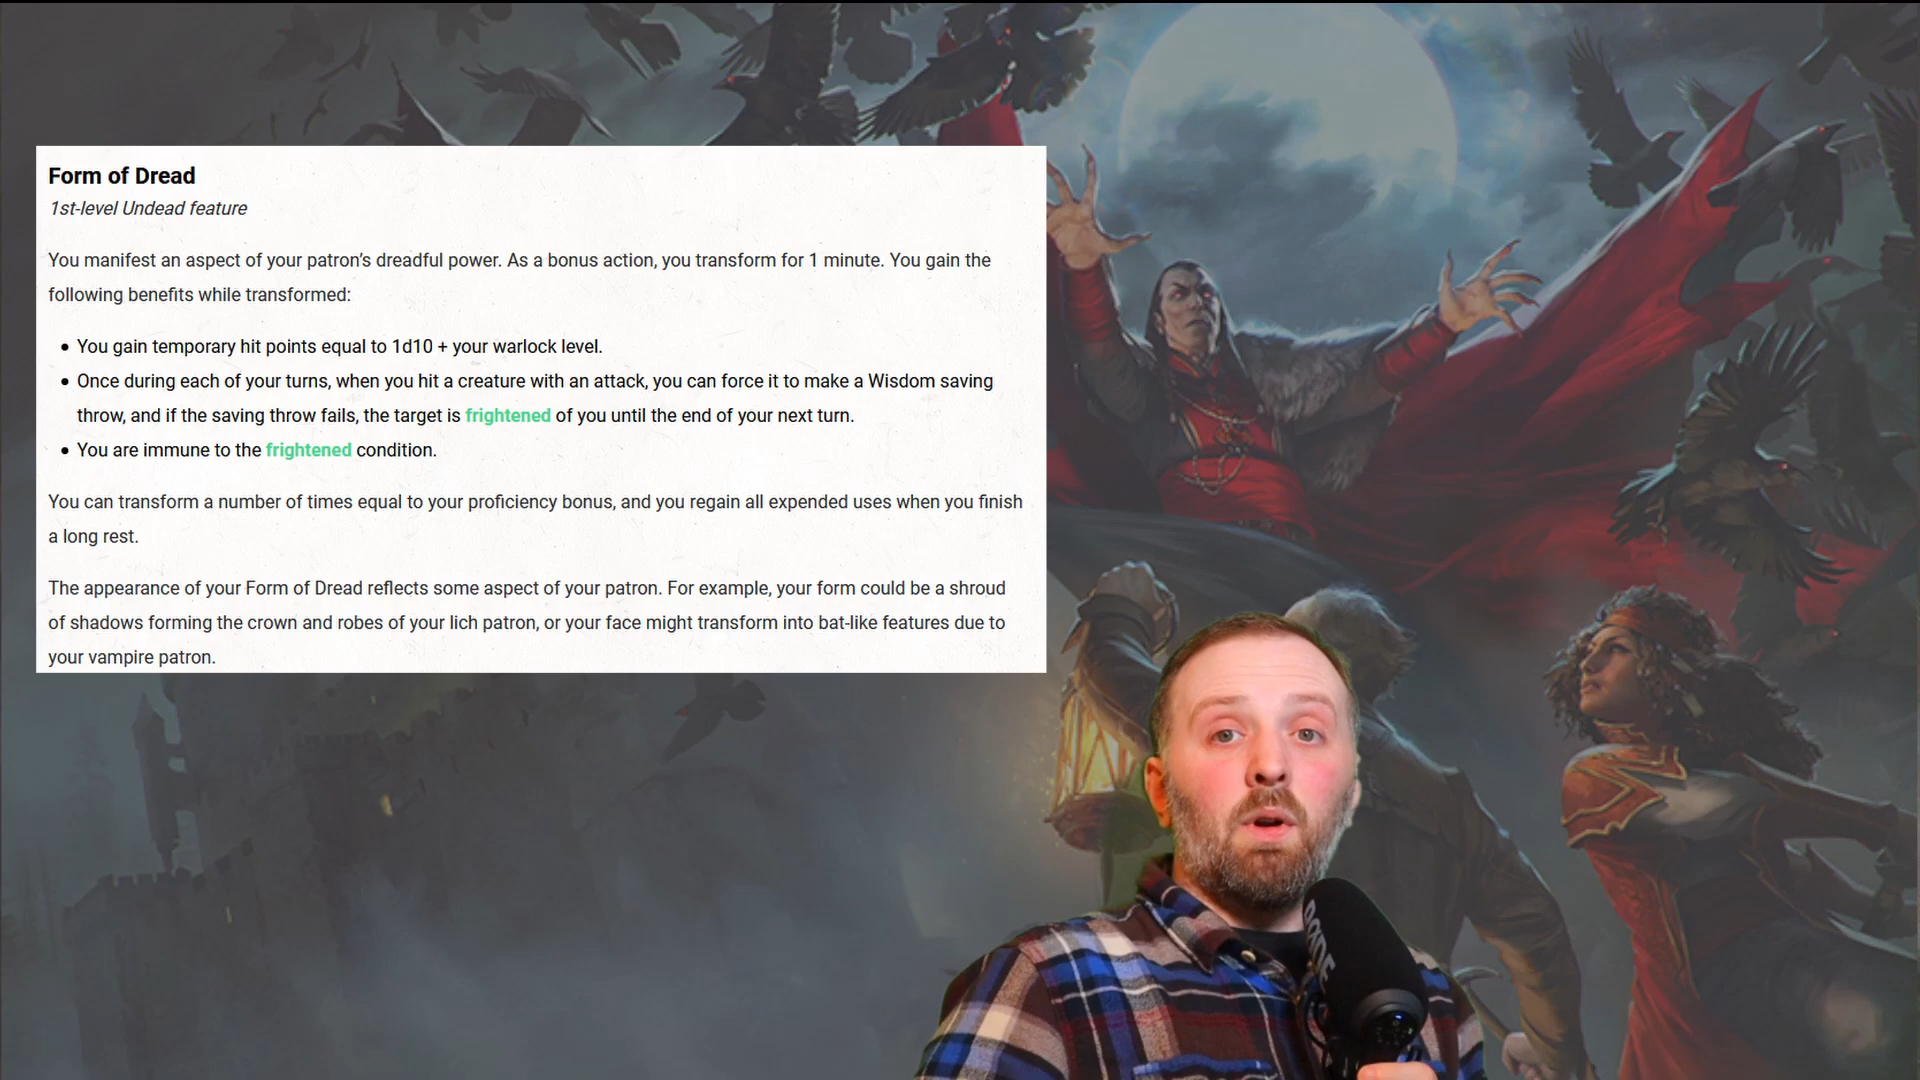 Form of Dread
1st-level Undead feature
You manifest an aspect of your patron’s dreadful power. As a bonus action, you transform for 1 minute. You gain the
following benefits while transformed:
• You gain temporary hit points equal to 1d10 + your warlock level.
• Once during each of your turns, when you hit a creature with an attack, you can force it to make a Wisdom saving
throw, and if the saving throw fails, the target is frightened of you until the end of your next turn.
• You are immune to the frightened condition.
You can transform a number of times equal to your proficiency bonus, and you regain all expended uses when you finish
a long rest.
The appearance of your Form of Dread reflects some aspect of your patron. For example, your form could be a shroud
of shadows forming the crown and robes of your lich patron, or your face might transform into bat-like features due to
your vampire patron.
RODE